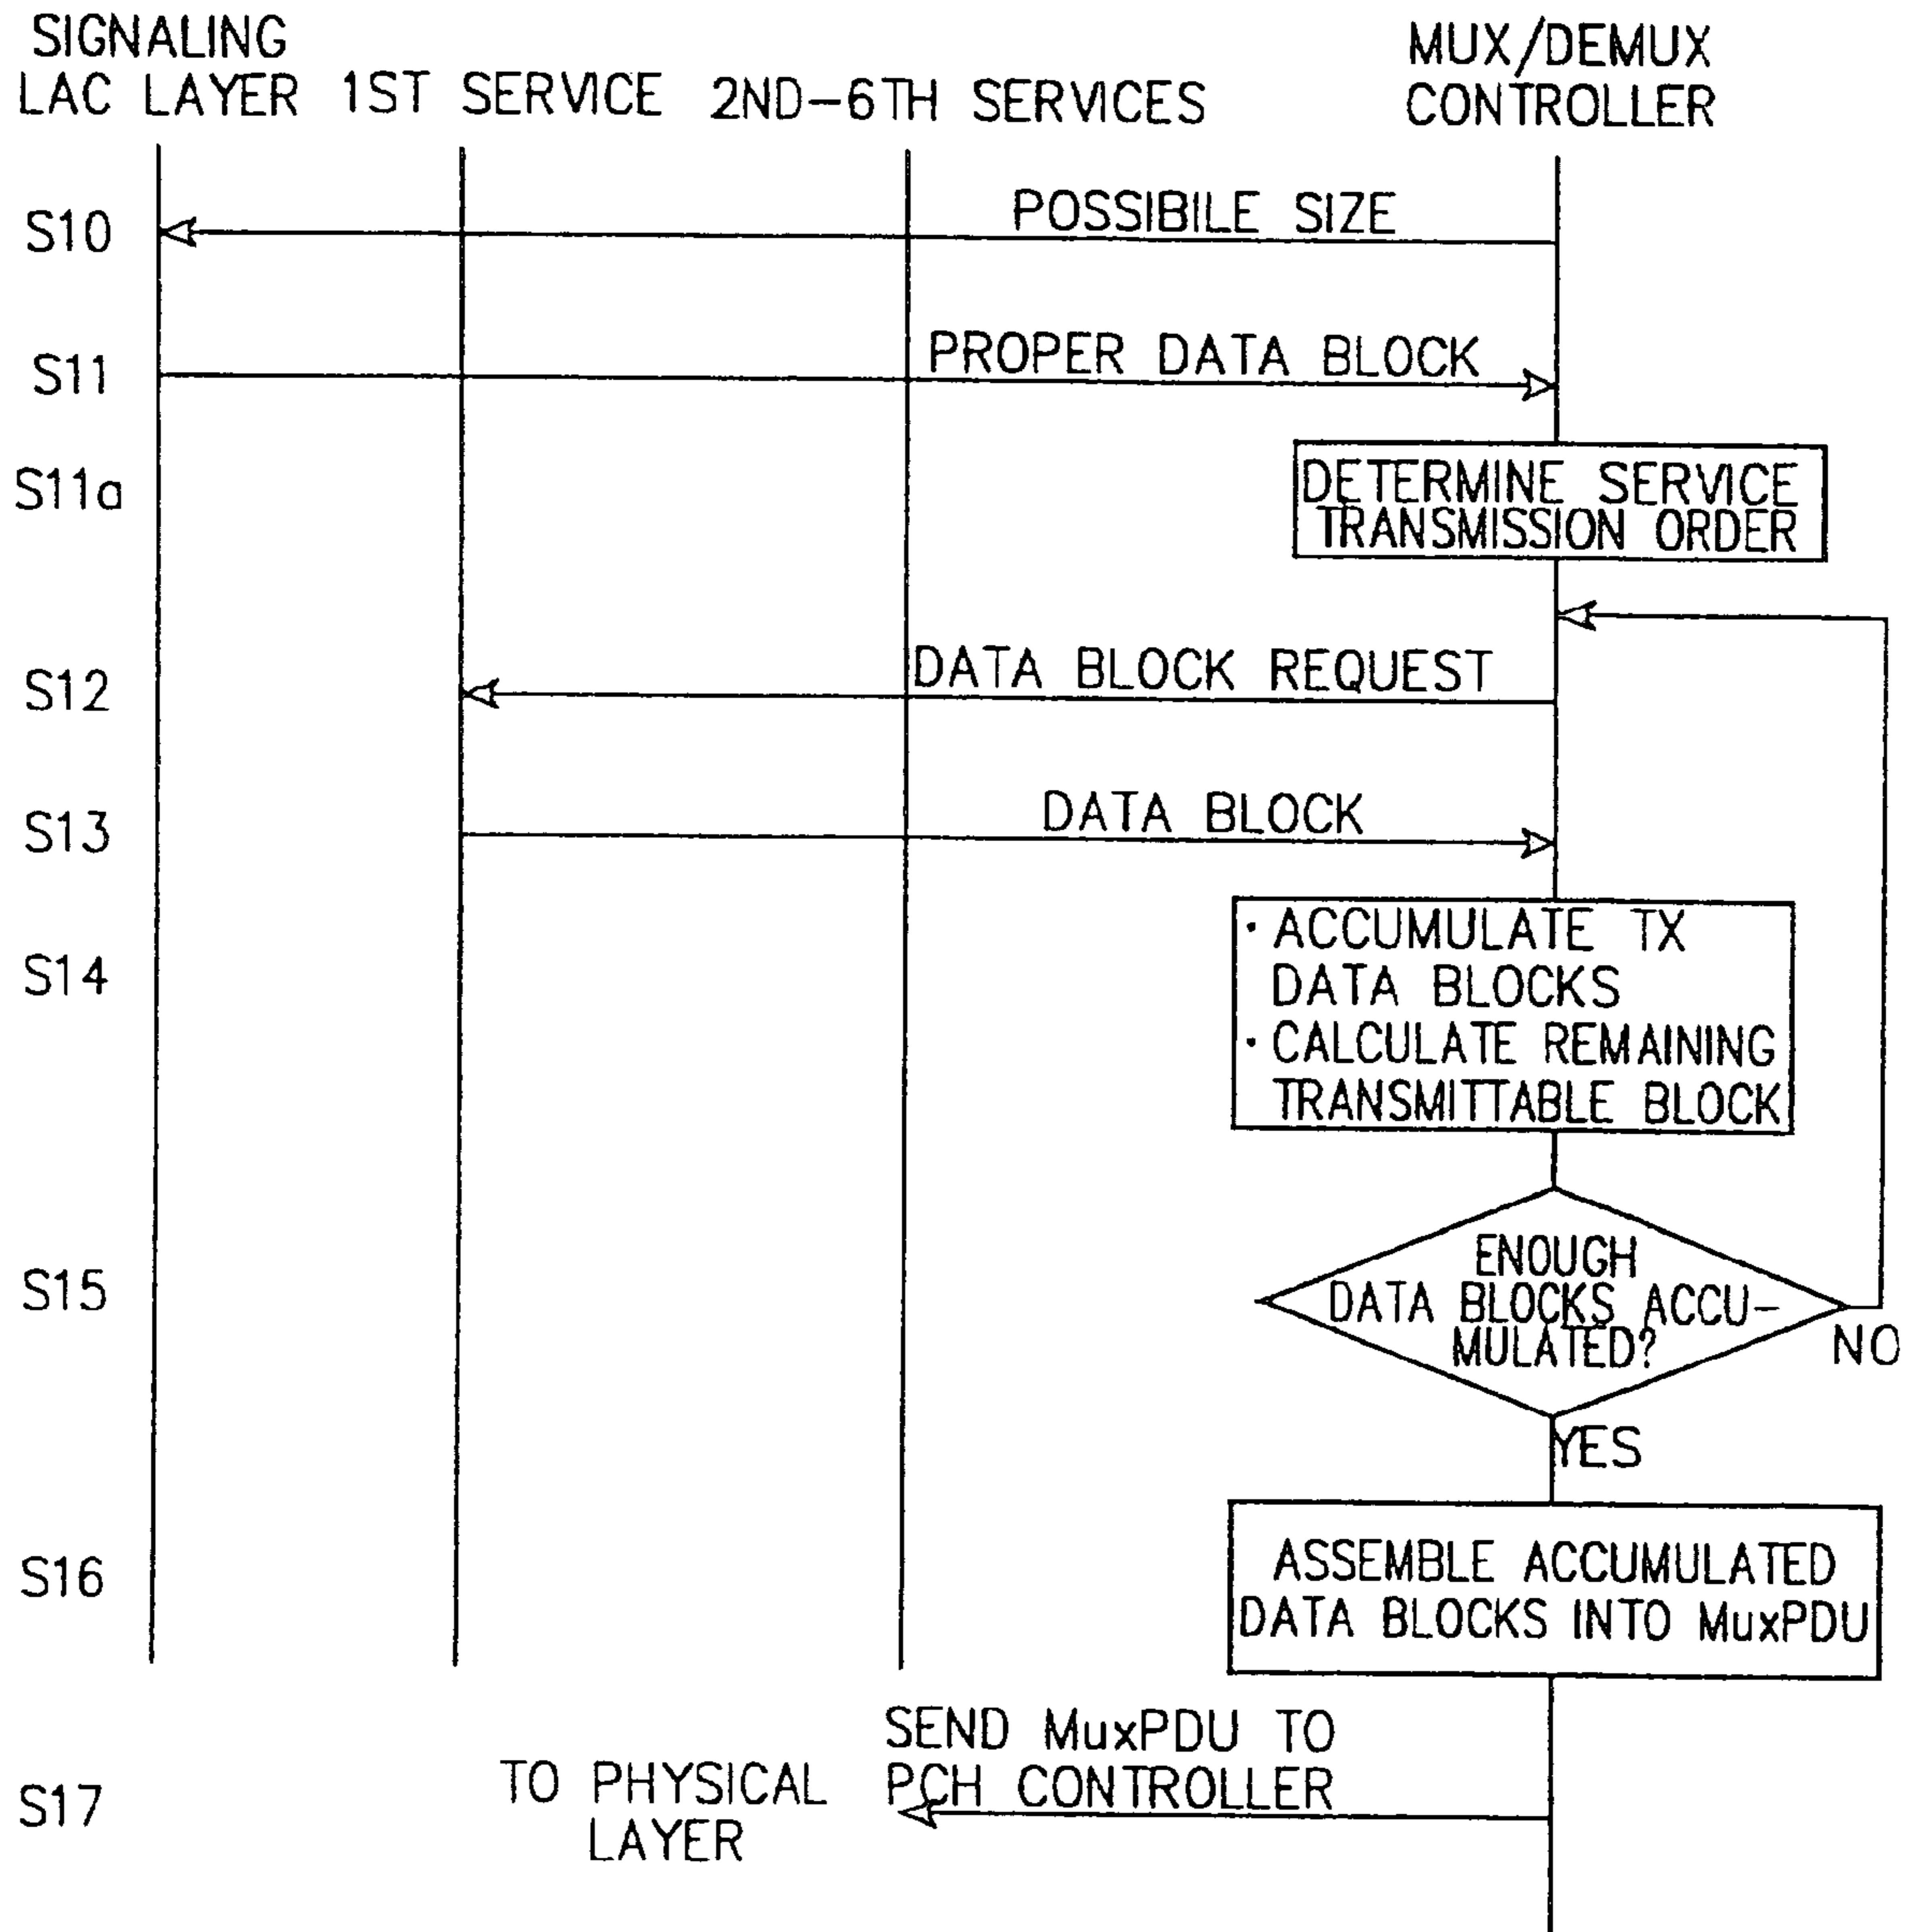 SIGNALING
LAC LAYER
1ST SERVICE
2ND-6TH SERVICES
MUX/DEMUX
CONTROLLER
S10
POSSIBILE SIZE
S11
PROPER DATA BLOCK
S11a
DETERMINE SERVICE
TRANSMISSION ORDER
S12
DATA BLOCK REQUEST
S13
DATA BLOCK
S14
· ACCUMULATE TX
DATA BLOCKS
· CALCULATE REMAINING
TRANSMITTABLE BLOCK
S15
ENOUGH
DATA BLOCKS ACCU-
MULATED?
NO
YES
S16
ASSEMBLE ACCUMULATED
DATA BLOCKS INTO MuxPDU
S17
TO PHYSICAL
LAYER
SEND MuxPDU TO
PCH CONTROLLER